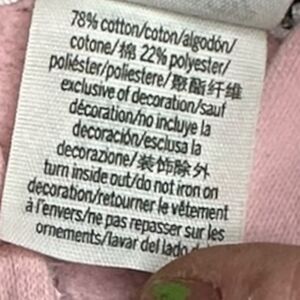 78% cotton/coton/algodón/
cotone/棉 22% polyester/
poliéster/poliestere/聚酯纤维
exclusive of decoration/sauf
décoration/no incluye la
decoración/esclusa la
decorazione/装饰除外
turn inside out/do not iron on
decoration/retourner le vêtement
à l'envers/ne pas repasser sur les
ornements/lavar del lado